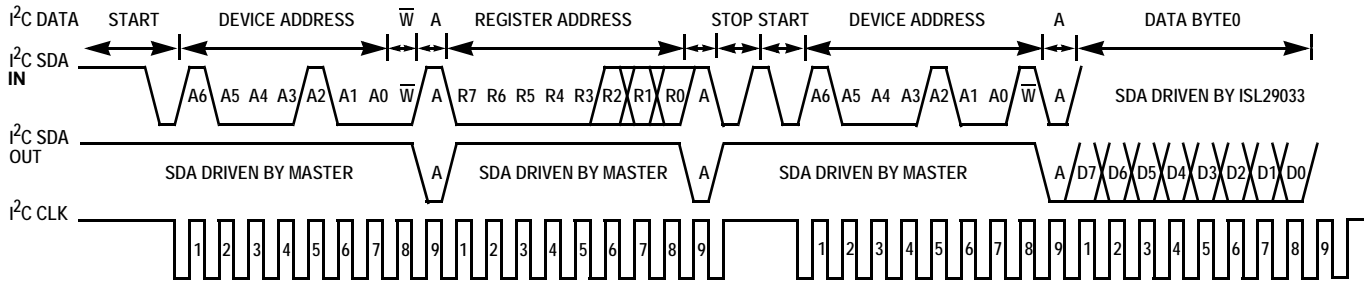 I²C DATA START DEVICE ADDRESS W̅ A REGISTER ADDRESS STOP START DEVICE ADDRESS A DATA BYTE0
I²C SDA
IN
A6 A5 A4 A3 A2 A1 A0 W̅ A R7 R6 R5 R4 R3 R2 R1 R0 A A6 A5 A4 A3 A2 A1 A0 W̅ A SDA DRIVEN BY ISL29033
I²C SDA
OUT
SDA DRIVEN BY MASTER A SDA DRIVEN BY MASTER A SDA DRIVEN BY MASTER A D7 D6 D5 D4 D3 D2 D1 D0
I²C CLK
1 2 3 4 5 6 7 8 9 1 2 3 4 5 6 7 8 9 1 2 3 4 5 6 7 8 9 1 2 3 4 5 6 7 8 9